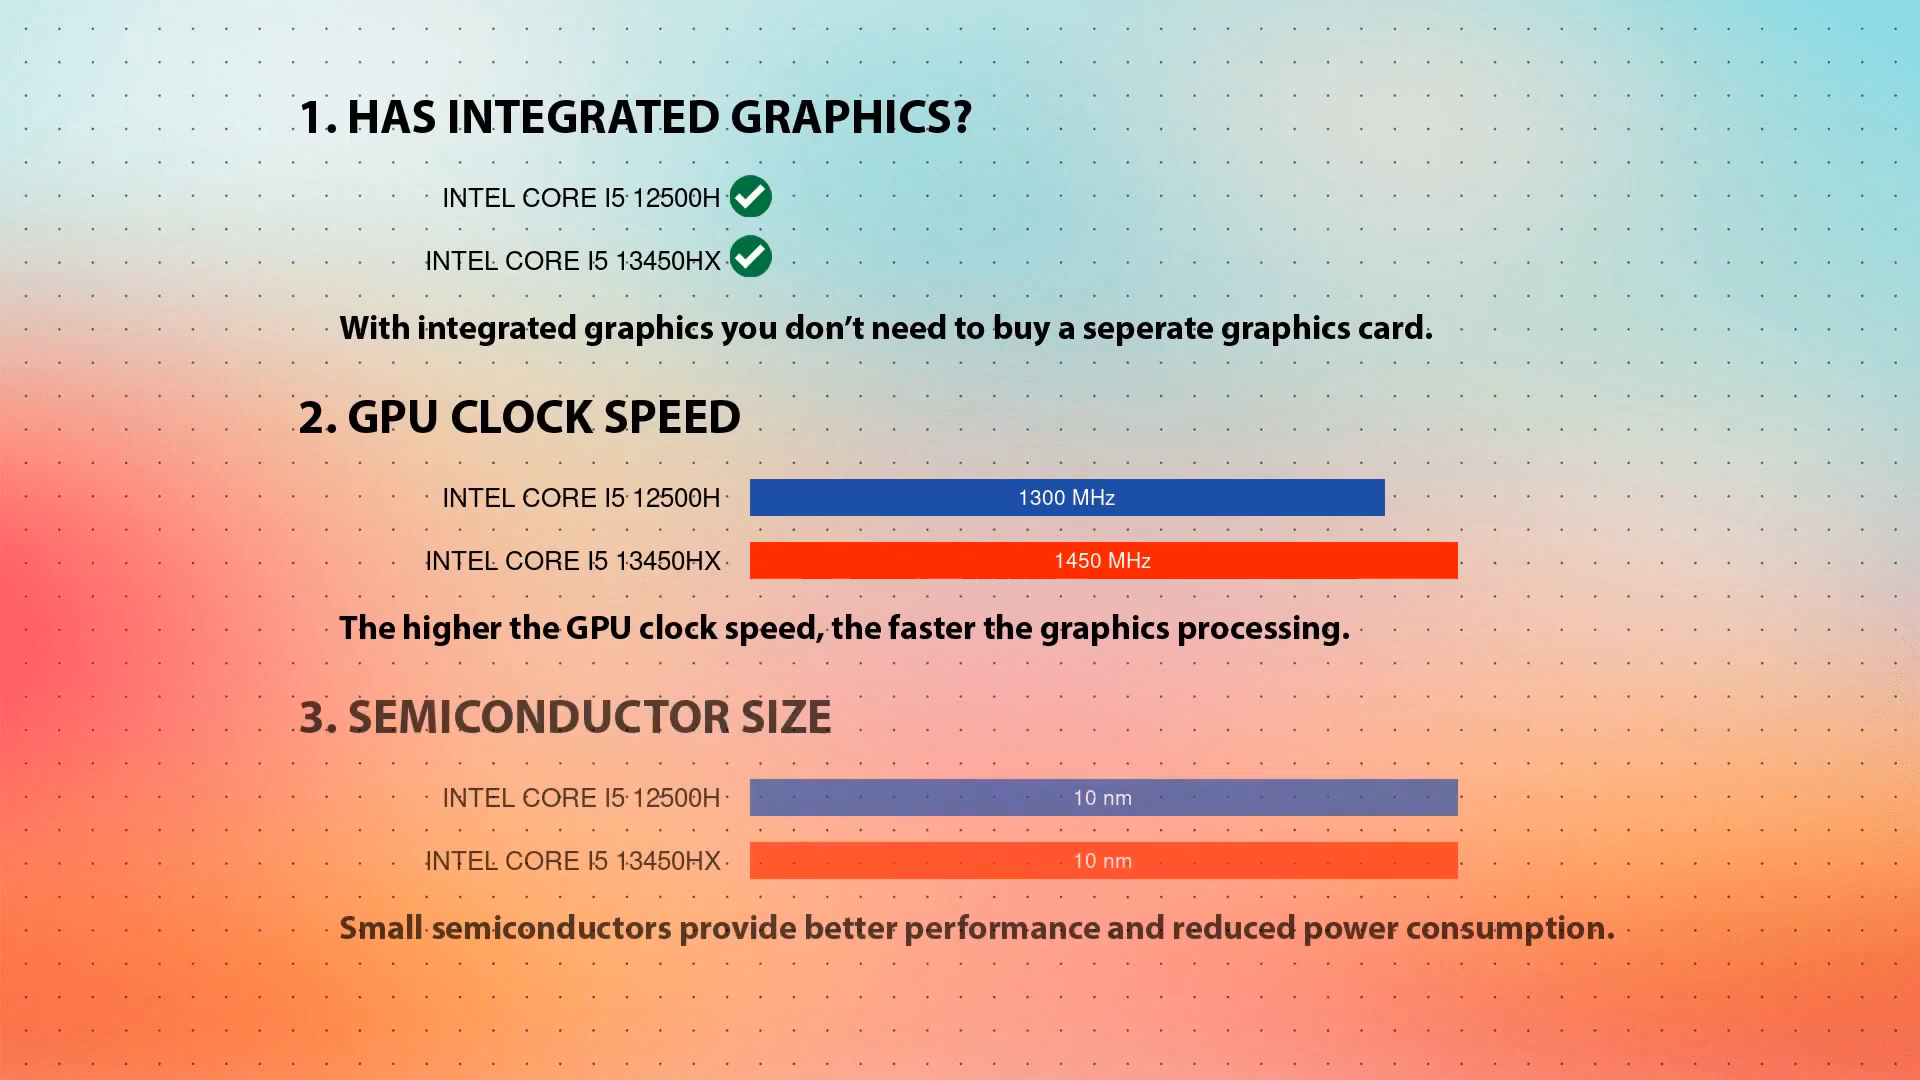 1. HAS INTEGRATED GRAPHICS?
INTEL CORE I5 12500H
INTEL CORE I5 13450HX
With integrated graphics you don’t need to buy a seperate graphics card.
2. GPU CLOCK SPEED
INTEL CORE I5 12500H 1300 MHz
INTEL CORE I5 13450HX 1450 MHz
The higher the GPU clock speed, the faster the graphics processing.
3. SEMICONDUCTOR SIZE
INTEL CORE I5 12500H 10 nm
INTEL CORE I5 13450HX 10 nm
Small semiconductors provide better performance and reduced power consumption.